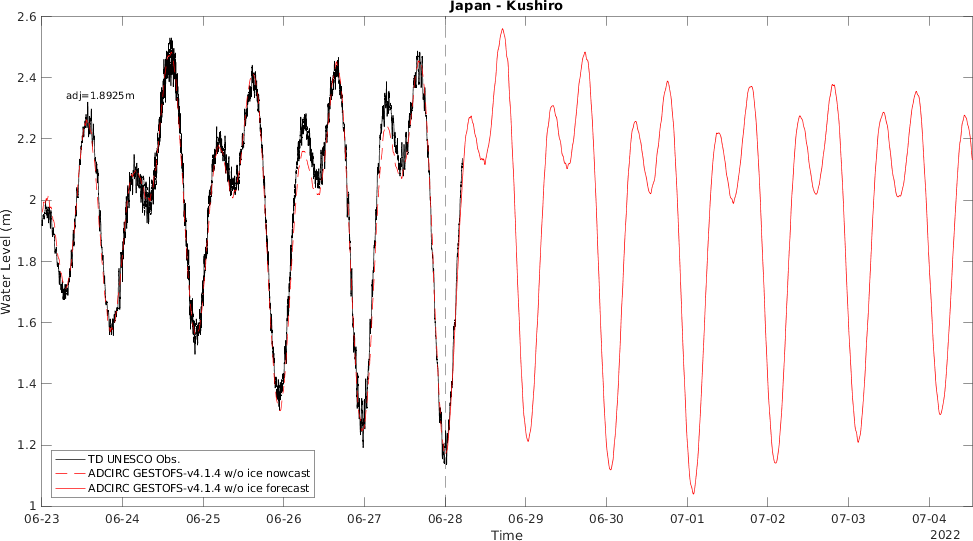 Japan - Kushiro
2.6
2.4
2.2
2
1.8
1.6
1.4
1.2
1
Water Level (m)
adj=1.8925m
TD UNESCO Obs.
ADCIRC GESTOFS-v4.1.4 w/o ice nowcast
ADCIRC GESTOFS-v4.1.4 w/o ice forecast
06-23 06-24 06-25 06-26 06-27 06-28 06-29 06-30 07-01 07-02 07-03 07-04
2022
Time